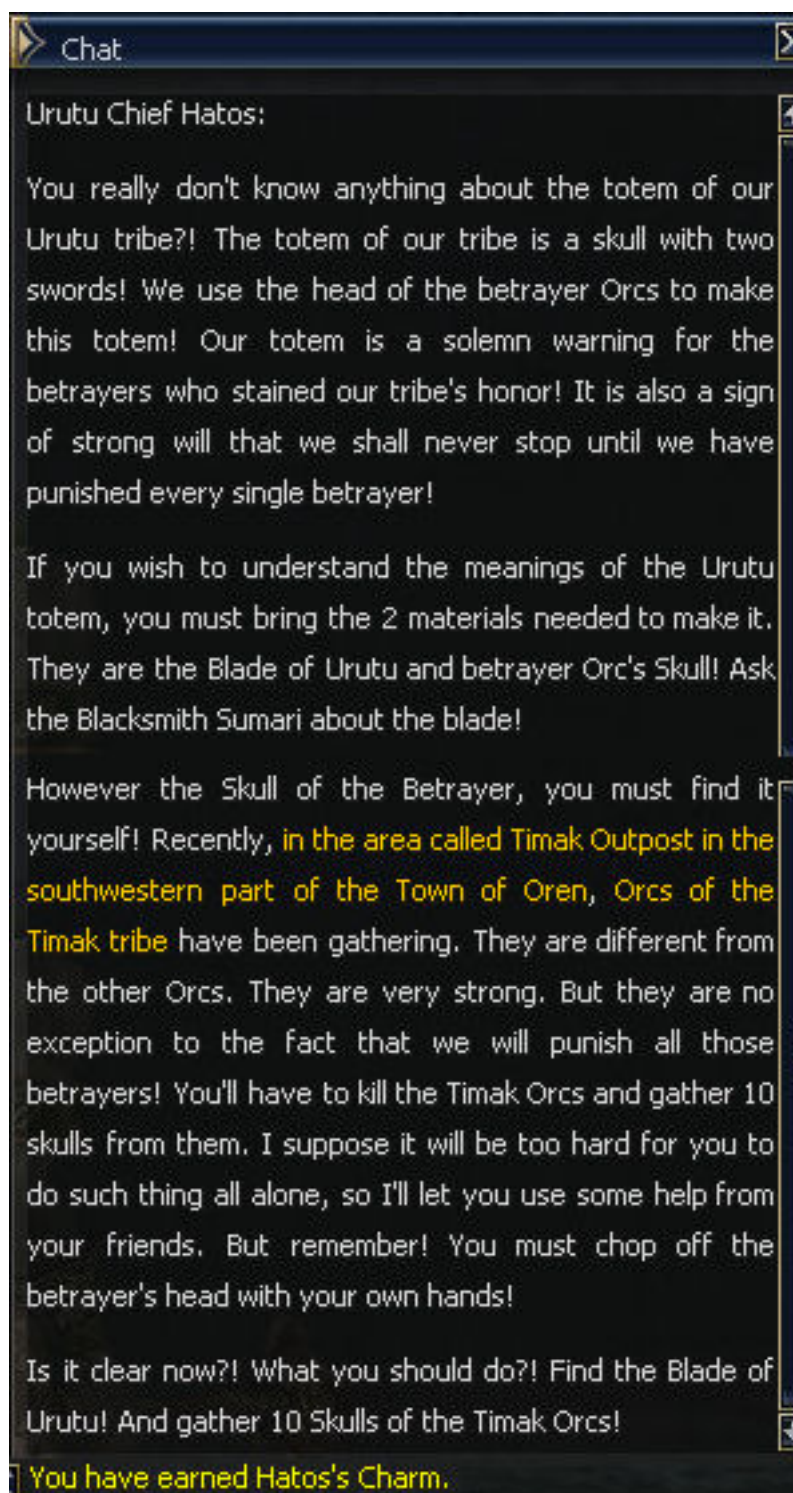 Chat
Urutu Chief Hatos:
You really don't know anything about the totem of our
Urutu tribe?! The totem of our tribe is a skull with two
swords! We use the head of the betrayer Orcs to make
this totem! Our totem is a solemn warning for the
betrayers who stained our tribe's honor! It is also a sign
of strong will that we shall never stop until we have
punished every single betrayer!
If you wish to understand the meanings of the Urutu
totem, you must bring the 2 materials needed to make it.
They are the Blade of Urutu and betrayer Orc's Skull! Ask
the Blacksmith Sumari about the blade!
However the Skull of the Betrayer, you must find it
yourself! Recently, in the area called Timak Outpost in the
southwestern part of the Town of Oren, Orcs of the
Timak tribe have been gathering. They are different from
the other Orcs. They are very strong. But they are no
exception to the fact that we will punish all those
betrayers! You'll have to kill the Timak Orcs and gather 10
skulls from them. I suppose it will be too hard for you to
do such thing all alone, so I'll let you use some help from
your friends. But remember! You must chop off the
betrayer's head with your own hands!
Is it clear now?! What you should do?! Find the Blade of
Urutu! And gather 10 Skulls of the Timak Orcs!
You have earned Hatos's Charm.